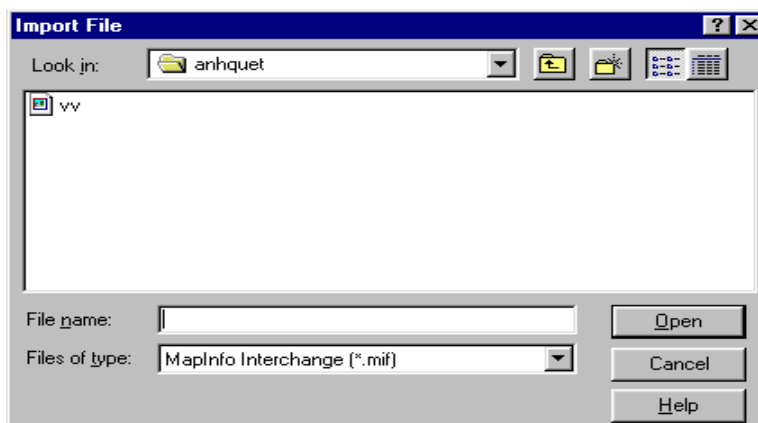 Import File
Look in: anhquet
vv
File name: Open
Files of type: MapInfo Interchange (*.mif) Cancel
Help